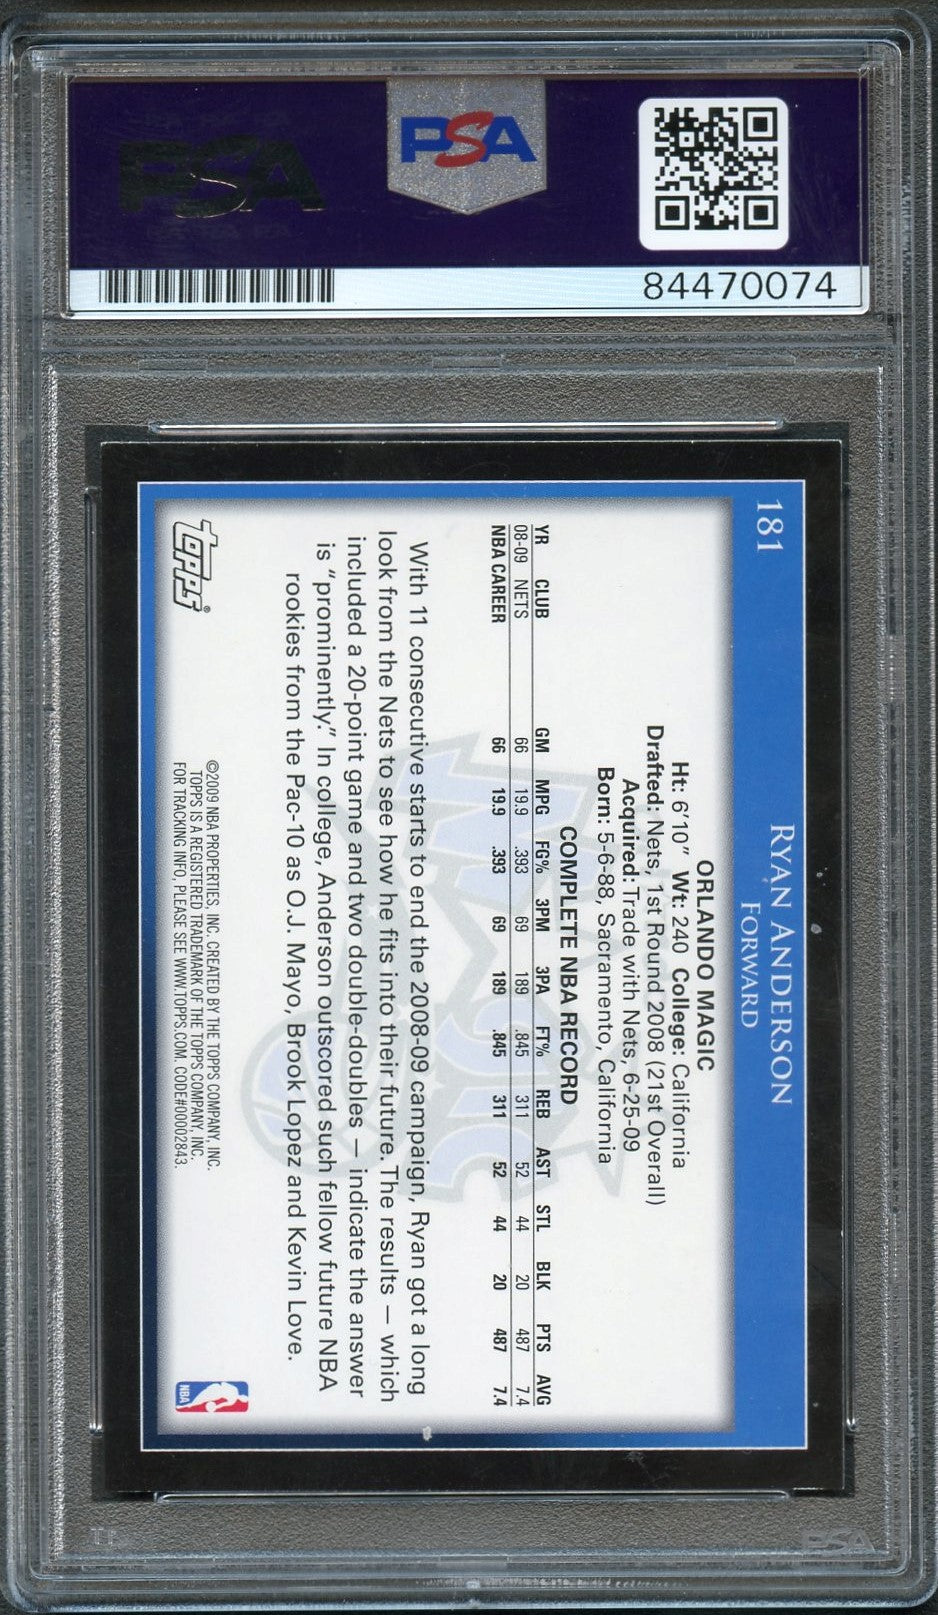 PSA
PSA
84470074
181
RYAN ANDERSON
FORWARD
ORLANDO MAGIC
Ht: 6'10" Wt: 240 College: California
Drafted: Nets, 1st Round 2008 (21st Overall)
Acquired: Trade with Nets, 6-25-09
Born: 5-6-88, Sacramento, California
COMPLETE NBA RECORD
YR CLUB GM MPG FG% 3PM 3PA FT% REB AST STL BLK PTS AVG
08-09 NETS 66 19.9 .393 69 189 .845 311 52 44 20 487 7.4
NBA CAREER 66 19.9 .393 69 189 .845 311 52 44 20 487 7.4
With 11 consecutive starts to end the 2008-09 campaign, Ryan got a long
look from the Nets to see how he fits into their future. The results — which
included a 20-point game and two double-doubles — indicate the answer
is "prominently." In college, Anderson outscored such fellow future NBA
rookies from the Pac-10 as O.J. Mayo, Brook Lopez and Kevin Love.
topps®
©2009 NBA PROPERTIES, INC. CREATED BY THE TOPPS COMPANY, INC.
TOPPS IS A REGISTERED TRADEMARK OF THE TOPPS COMPANY, INC.
FOR TRACKING INFO, PLEASE SEE WWW.TOPPS.COM. CODE#00002843.
NBA
PSA